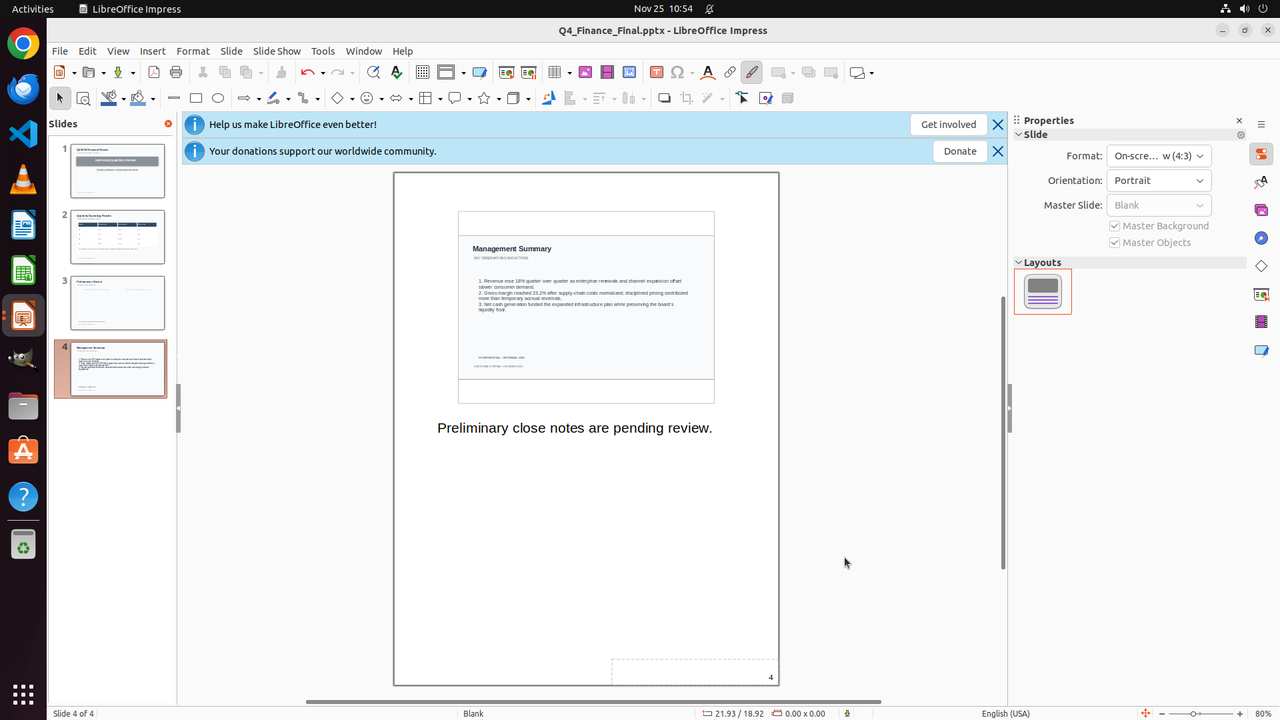 Activities
LibreOffice Impress
Nov 25 10:54
Q4_Finance_Final.pptx - LibreOffice Impress
File Edit View Insert Format Slide Slide Show Tools Window Help
Slides
Help us make LibreOffice even better!
Get involved
Your donations support our worldwide community.
Donate
1
2
3
4
Management Summary
KEY OBSERVATIONS AND ACTIONS
1. Revenue rose 18% quarter over quarter as enterprise renewals and channel expansion offset
slower consumer demand.
2. Gross margin reached 23.2% after supply-chain costs normalized; disciplined pricing contributed
more than temporary accrual reversals.
3. Net cash generation funded the expanded infrastructure plan while preserving the board's
liquidity floor.
Preliminary close notes are pending review.
4
Properties
Slide
Format:
On-scre... w (4:3)
Orientation:
Portrait
Master Slide:
Blank
Master Background
Master Objects
Layouts
Slide 4 of 4
Blank
21.93 / 18.92
0.00 x 0.00
English (USA)
80%